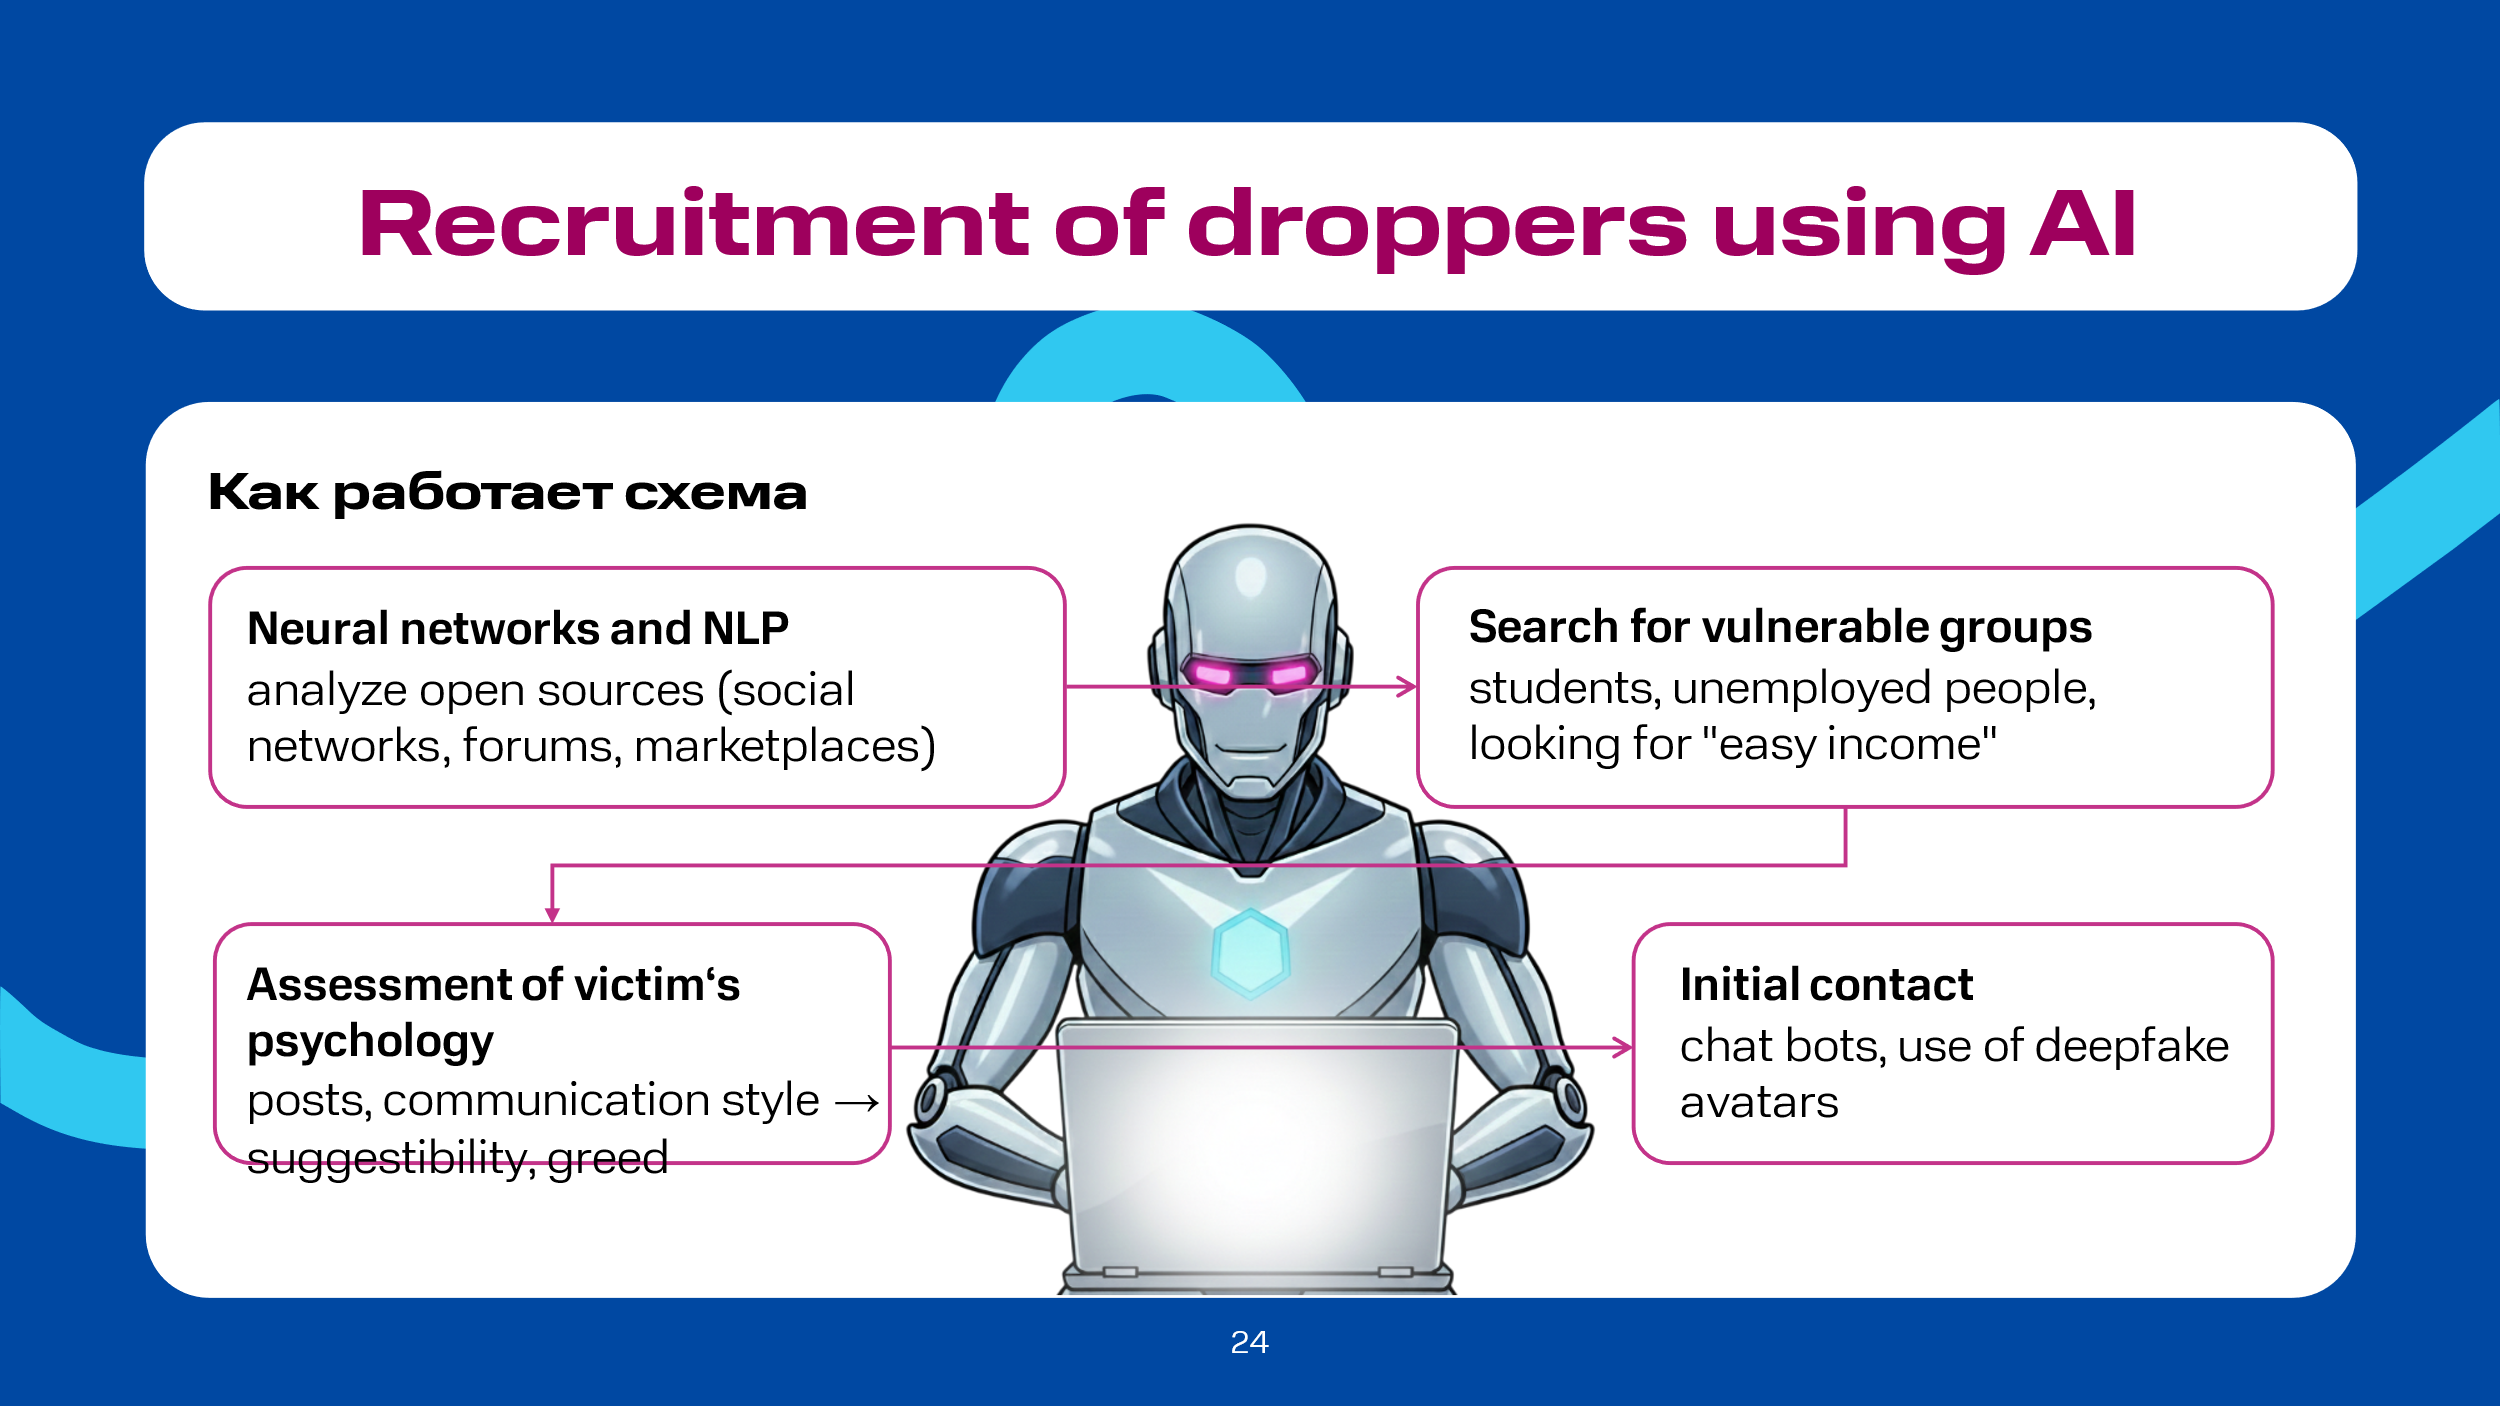 Recruitment of droppers using AI
Как работает схема
Neural networks and NLP
analyze open sources (social
networks, forums, marketplaces)
Search for vulnerable groups
students, unemployed people,
looking for "easy income"
Assessment of victim‘s
psychology
posts, communication style →
suggestibility, greed
Initial contact
chat bots, use of deepfake
avatars
24